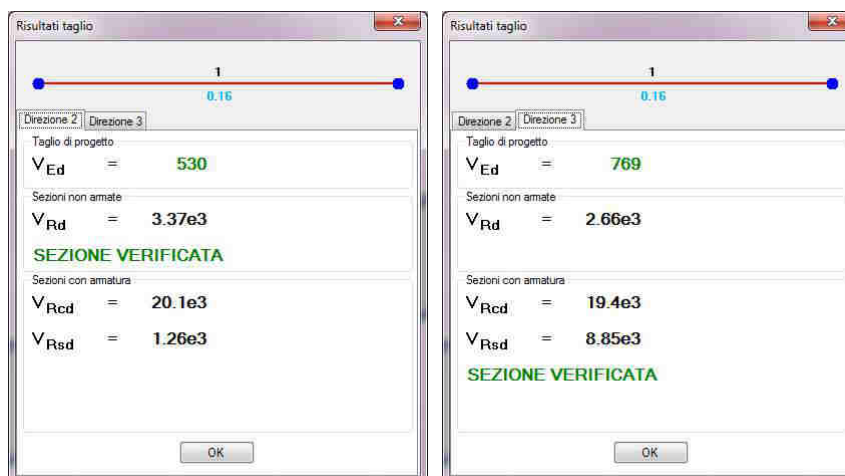 Risultati taglio
1
0.16
Direzione 2 Direzione 3
Taglio di progetto
VEd = 530
Sezioni non armate
VRd = 3.37e3
SEZIONE VERIFICATA
Sezioni con armatura
VRcd = 20.1e3
VRsd = 1.26e3
OK
Risultati taglio
1
0.16
Direzione 2 Direzione 3
Taglio di progetto
VEd = 769
Sezioni non armate
VRd = 2.66e3
Sezioni con armatura
VRcd = 19.4e3
VRsd = 8.85e3
SEZIONE VERIFICATA
OK